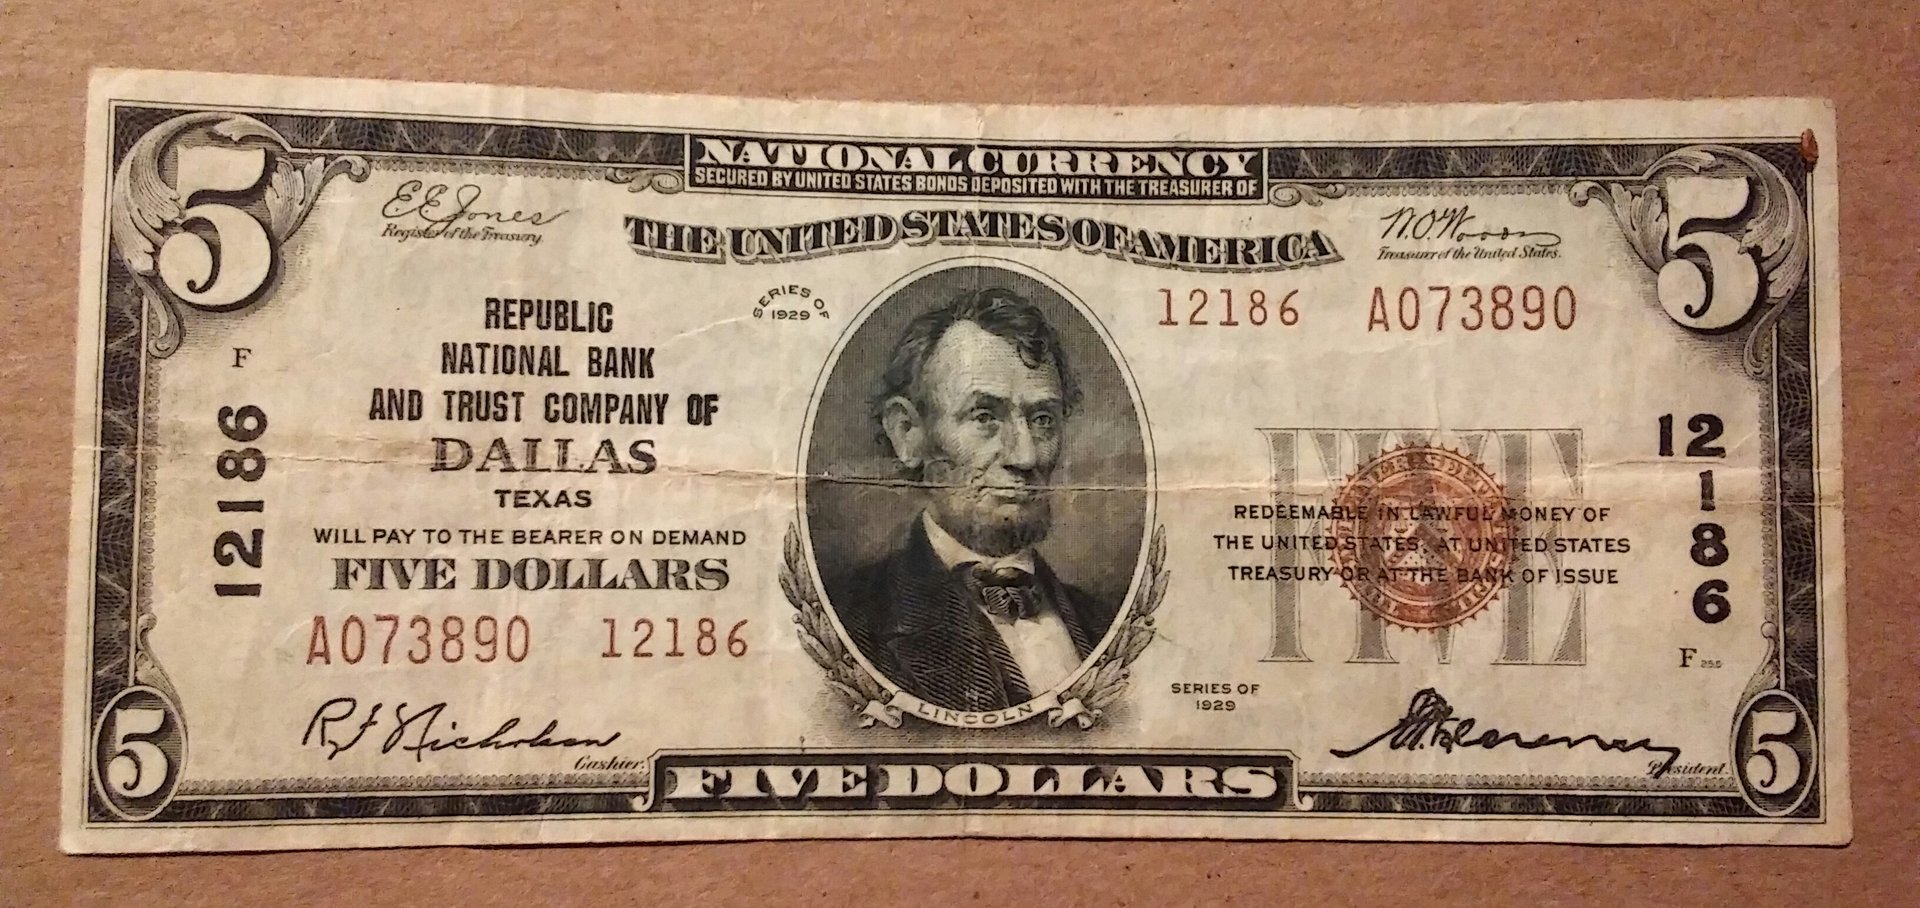 NATIONAL CURRENCY
SECURED BY UNITED STATES BONDS DEPOSITED WITH THE TREASURER OF
THE UNITED STATES OF AMERICA
5
5
E.E. Jones
Register of the Treasury.
W.O. Woods
Treasurer of the United States.
REPUBLIC
NATIONAL BANK
AND TRUST COMPANY OF
DALLAS
TEXAS
WILL PAY TO THE BEARER ON DEMAND
FIVE DOLLARS
SERIES OF
1929
12186 A073890
F
12186
FIVE
REDEEMABLE IN LAWFUL MONEY OF
THE UNITED STATES, AT UNITED STATES
TREASURY OR AT THE BANK OF ISSUE
12186
F
A073890 12186
SERIES OF
1929
LINCOLN
R F Nicholson
Cashier.
President.
5
FIVE DOLLARS
5